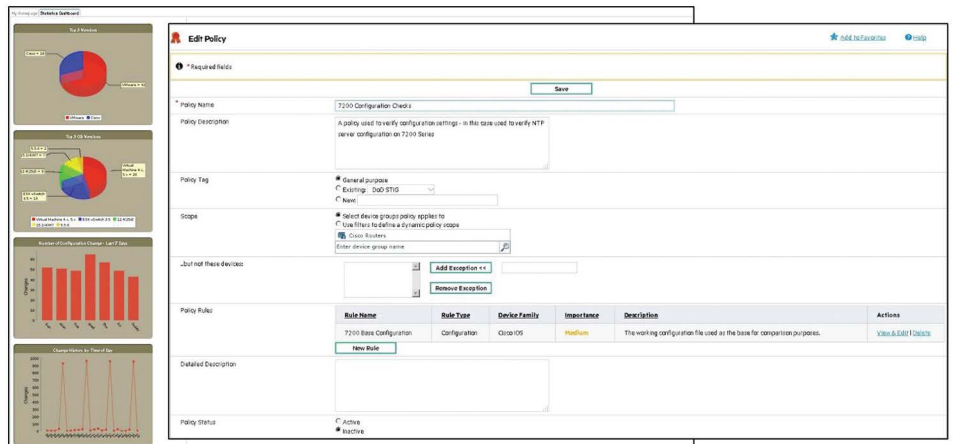 My Homepage Statistics Dashboard
Top 5 Vendors
VMware
Cisco
Top 5 OS Versions
Number of Configuration Changes - Last 7 Days
Changes
Change History by Time of Day
Changes
Edit Policy
Add to Favorites
Help
* Required fields
Save
* Policy Name
7200 Configuration Checks
Policy Description
A policy used to verify configuration settings - in this case used to verify NTP
server configuration on 7200 Series
Policy Tag
General purpose
Existing: DoD STIG
New:
Scope
Select device groups policy applies to
Use filters to define a dynamic policy scope
Cisco Routers
Enter device group name
...but not these devices:
Add Exception <<
Remove Exception
Policy Rules
Rule Name Rule Type Device Family Importance Description Actions
7200 Base Configuration Configuration Cisco IOS Medium The working configuration file used as the base for comparison purposes. View & Edit | Delete
New Rule
Detailed Description
Policy Status
Active
Inactive